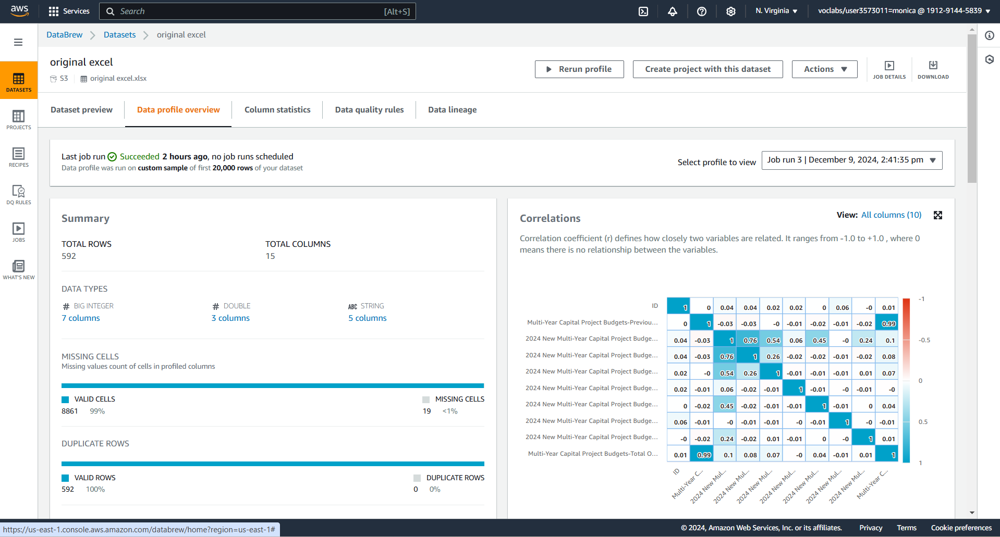 aws
Services
Search
[Alt+S]
N. Virginia
voclabs/user3573011=monica @ 1912-9144-5839
DataBrew
Datasets
original excel
original excel
S3
original excel.xlsx
Rerun profile
Create project with this dataset
Actions
JOB DETAILS
DOWNLOAD
DATASETS
PROJECTS
RECIPES
DQ RULES
JOBS
WHAT'S NEW
Dataset preview
Data profile overview
Column statistics
Data quality rules
Data lineage
Last job run Succeeded 2 hours ago, no job runs scheduled
Data profile was run on custom sample of first 20,000 rows of your dataset
Select profile to view
Job run 3 | December 9, 2024, 2:41:35 pm
Summary
TOTAL ROWS
592
TOTAL COLUMNS
15
DATA TYPES
# BIG INTEGER
7 columns
# DOUBLE
3 columns
ABC STRING
5 columns
MISSING CELLS
Missing values count of cells in profiled columns
VALID CELLS
8861 99%
MISSING CELLS
19 <1%
DUPLICATE ROWS
VALID ROWS
592 100%
DUPLICATE ROWS
0 0%
Correlations
View: All columns (10)
Correlation coefficient (r) defines how closely two variables are related. It ranges from -1.0 to +1.0 , where 0
means there is no relationship between the variables.
ID 1 0 0.04 0.04 0.02 0.02 0 0.06 -0 0.01
Multi-Year Capital Project Budgets-Previou... 0 1 -0.03 -0.03 -0 -0.01 -0.02 -0.01 -0.02 0.99
2024 New Multi-Year Capital Project Budge... 0.04 -0.03 1 0.76 0.54 0.06 0.45 -0 0.24 0.1
2024 New Multi-Year Capital Project Budge... 0.04 -0.03 0.76 1 0.26 -0.02 -0.02 -0.01 -0.02 0.08
2024 New Multi-Year Capital Project Budge... 0.02 -0 0.54 0.26 1 -0.01 -0.01 -0.01 0.01 0.07
2024 New Multi-Year Capital Project Budge... 0.02 -0.01 0.06 -0.02 -0.01 1 -0.01 -0 -0.01 -0
2024 New Multi-Year Capital Project Budge... 0 -0.02 0.45 -0.02 -0.01 -0.01 1 -0.01 0 0.04
2024 New Multi-Year Capital Project Budge... 0.06 -0.01 -0 -0.01 -0.01 -0 -0.01 1 -0 -0.01
2024 New Multi-Year Capital Project Budge... -0 -0.02 0.24 -0.02 0.01 -0.01 0 -0 1 0.01
Multi-Year Capital Project Budgets-Total O... 0.01 0.99 0.1 0.08 0.07 -0 0.04 -0.01 0.01 1
ID
Multi-Year C...
2024 New Mul...
2024 New Mul...
2024 New Mul...
2024 New Mul...
2024 New Mul...
2024 New Mul...
2024 New Mul...
Multi-Year C...
-1
-0.5
0
0.5
1
https://us-east-1.console.aws.amazon.com/databrew/home?region=us-east-1#
© 2024, Amazon Web Services, Inc. or its affiliates.
Privacy
Terms
Cookie preferences